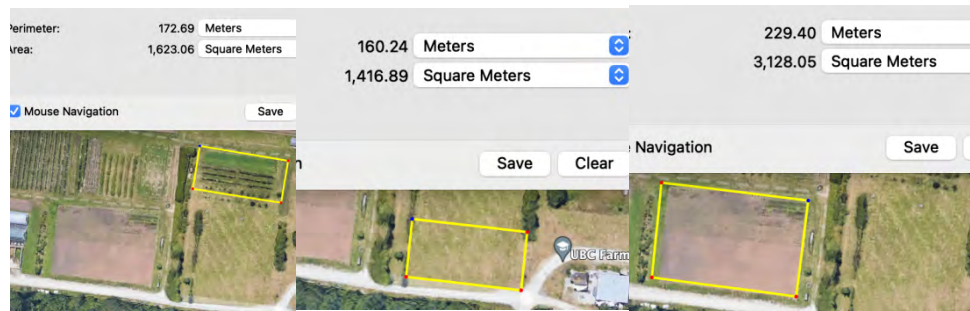 Perimeter: 172.69 Meters
Area: 1,623.06 Square Meters
Mouse Navigation Save
160.24 Meters
1,416.89 Square Meters
Save Clear
UBC Farm
229.40 Meters
3,128.05 Square Meters
Navigation Save